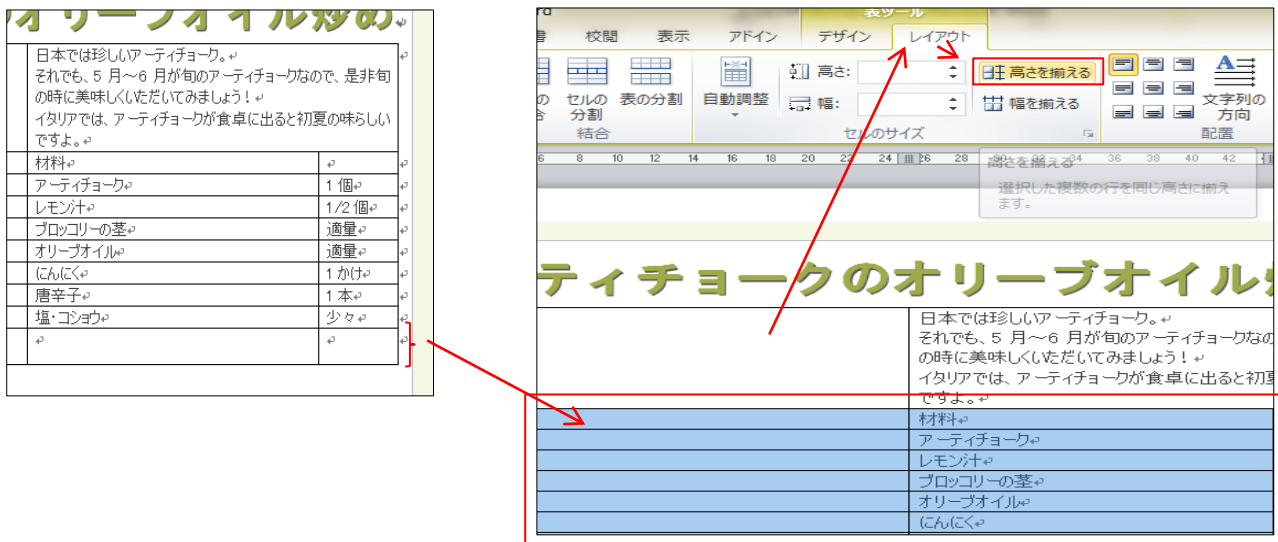 オリーブオイル炒め
日本では珍しいアーティチョーク。
それでも、5 月～6 月が旬のアーティチョークなので、是非旬
の時に美味しくいただいてみましょう！
イタリアでは、アーティチョークが食卓に出ると初夏の味らしい
ですよ。
材料
アーティチョーク 1 個
レモン汁 1/2 個
ブロッコリーの茎 適量
オリーブオイル 適量
にんにく 1 かけ
唐辛子 1 本
塩・コショウ 少々
表ツール
校閲 表示 アドイン デザイン レイアウト
高さ: 高さを揃える
の セルの 表の分割 自動調整 幅: 幅を揃える 文字列の
分割 方向
結合 セルのサイズ 配置
6 8 10 12 14 16 18 20 22 24 26 28 34 36 38 40 42
高さを揃える
選択した複数の行を同じ高さに揃え
ます。
ティチョークのオリーブオイル
日本では珍しいアーティチョーク。
それでも、5 月～6 月が旬のアーティチョークなの
の時に美味しくいただいてみましょう！
イタリアでは、アーティチョークが食卓に出ると初夏
ですよ。
材料
アーティチョーク
レモン汁
ブロッコリーの茎
オリーブオイル
にんにく